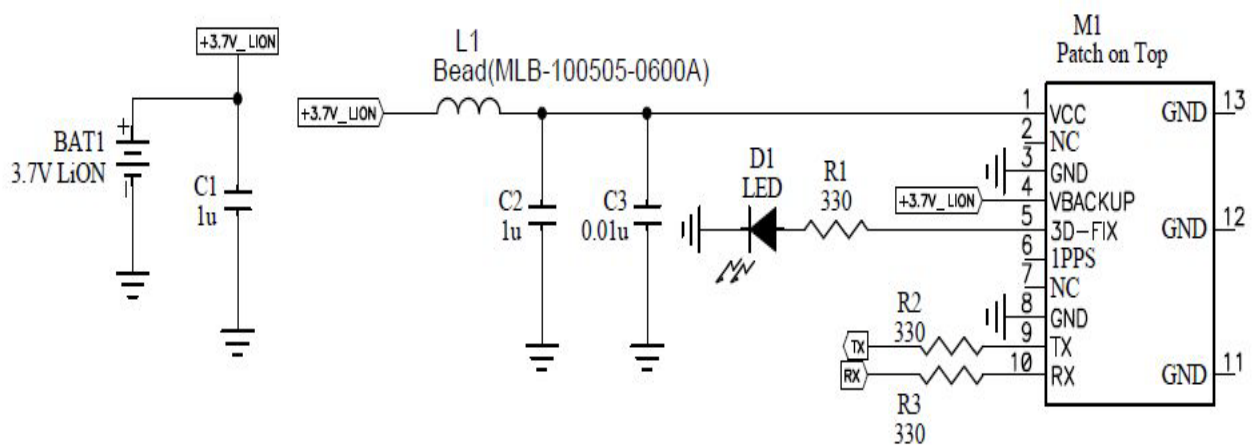 +3.7V_LION
BAT1
3.7V LiON
+
C1
1u
+3.7V_LION
L1
Bead(MLB-100505-0600A)
C2
1u
C3
0.01u
D1
LED
R1
330
+3.7V_LION
R2
330
TX
RX
R3
330
M1
Patch on Top
1 VCC
2 NC
3 GND
4 VBACKUP
5 3D-FIX
6 1PPS
7 NC
8 GND
9 TX
10 RX
GND 13
GND 12
GND 11